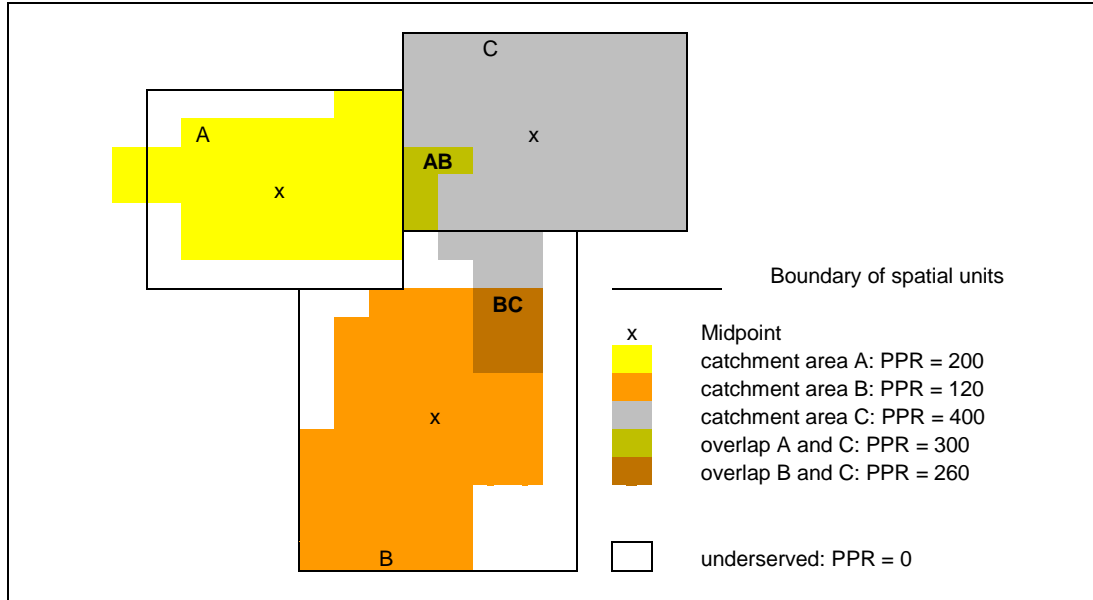 C
A
x
AB
x
Boundary of spatial units
BC
x Midpoint
catchment area A: PPR = 200
catchment area B: PPR = 120
x
catchment area C: PPR = 400
overlap A and C: PPR = 300
overlap B and C: PPR = 260
B
underserved: PPR = 0